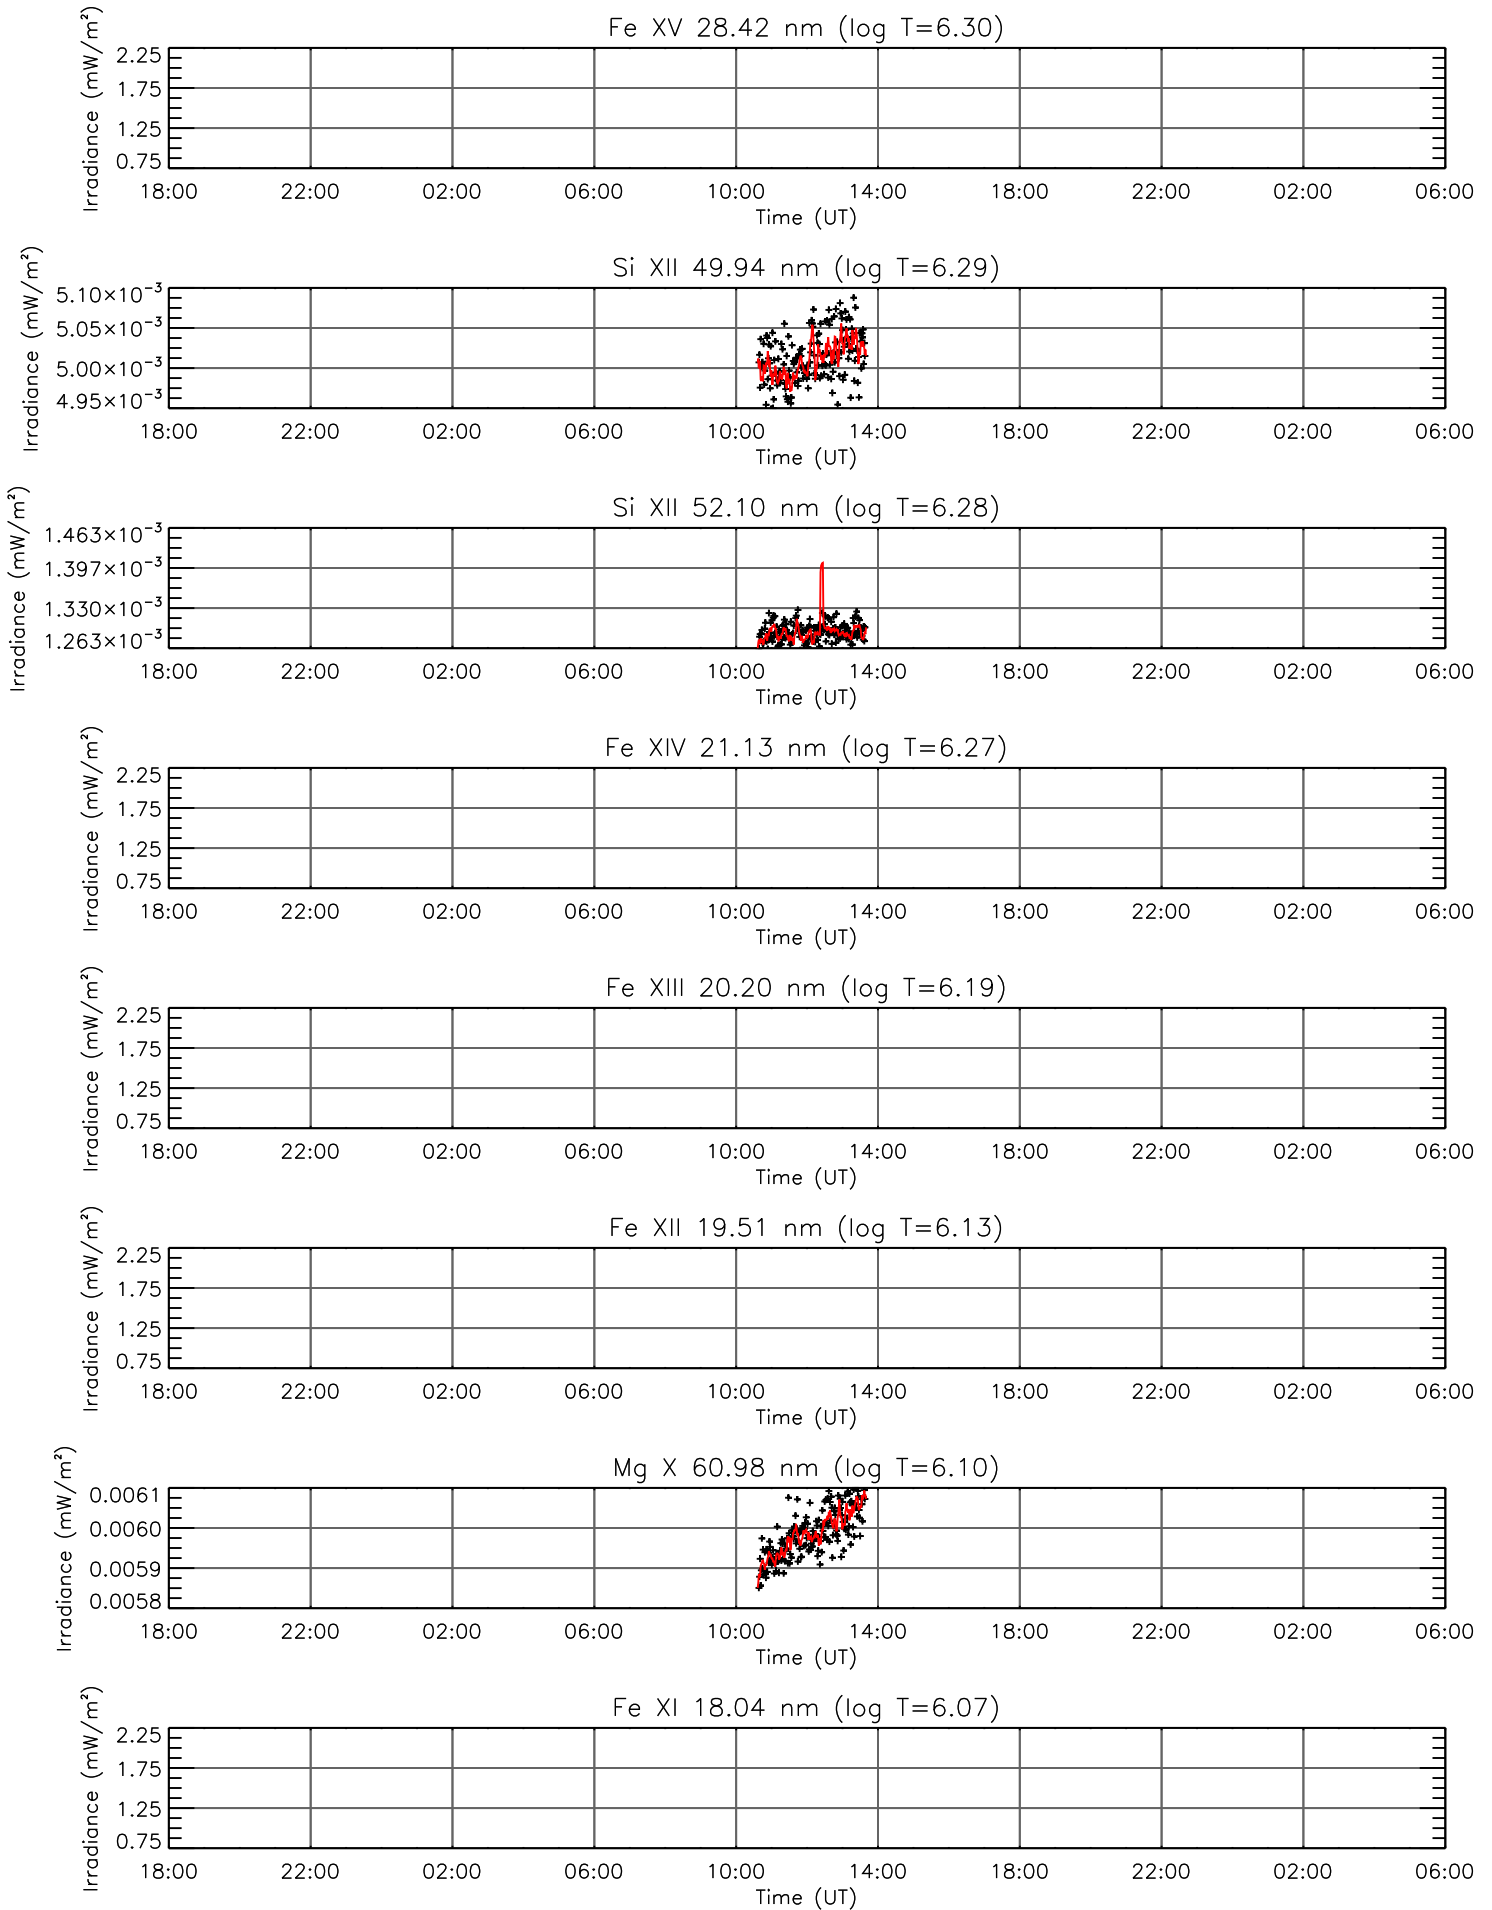 Fe XV 28.42 nm (log T=6.30)
Irradiance (mW/m²)
2.25
1.75
1.25
0.75
18:00 22:00 02:00 06:00 10:00 14:00 18:00 22:00 02:00 06:00
Time (UT)
Si XII 49.94 nm (log T=6.29)
Irradiance (mW/m²)
5.10×10⁻³
5.05×10⁻³
5.00×10⁻³
4.95×10⁻³
18:00 22:00 02:00 06:00 10:00 14:00 18:00 22:00 02:00 06:00
Time (UT)
Si XII 52.10 nm (log T=6.28)
Irradiance (mW/m²)
1.463×10⁻³
1.397×10⁻³
1.330×10⁻³
1.263×10⁻³
18:00 22:00 02:00 06:00 10:00 14:00 18:00 22:00 02:00 06:00
Time (UT)
Fe XIV 21.13 nm (log T=6.27)
Irradiance (mW/m²)
2.25
1.75
1.25
0.75
18:00 22:00 02:00 06:00 10:00 14:00 18:00 22:00 02:00 06:00
Time (UT)
Fe XIII 20.20 nm (log T=6.19)
Irradiance (mW/m²)
2.25
1.75
1.25
0.75
18:00 22:00 02:00 06:00 10:00 14:00 18:00 22:00 02:00 06:00
Time (UT)
Fe XII 19.51 nm (log T=6.13)
Irradiance (mW/m²)
2.25
1.75
1.25
0.75
18:00 22:00 02:00 06:00 10:00 14:00 18:00 22:00 02:00 06:00
Time (UT)
Mg X 60.98 nm (log T=6.10)
Irradiance (mW/m²)
0.0061
0.0060
0.0059
0.0058
18:00 22:00 02:00 06:00 10:00 14:00 18:00 22:00 02:00 06:00
Time (UT)
Fe XI 18.04 nm (log T=6.07)
Irradiance (mW/m²)
2.25
1.75
1.25
0.75
18:00 22:00 02:00 06:00 10:00 14:00 18:00 22:00 02:00 06:00
Time (UT)